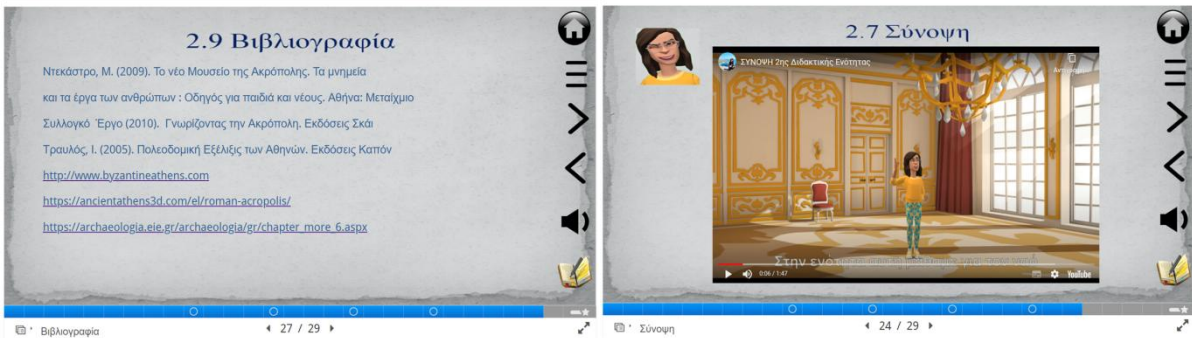 2.9 Βιβλιογραφία
Ντεκάστρο, Μ. (2009). Το νέο Μουσείο της Ακρόπολης. Τα μνημεία
και τα έργα των ανθρώπων : Οδηγός για παιδιά και νέους. Αθήνα: Μεταίχμιο
Συλλογκό Έργο (2010). Γνωρίζοντας την Ακρόπολη. Εκδόσεις Σκάι
Τραυλός, Ι. (2005). Πολεοδομική Εξέλιξις των Αθηνών. Εκδόσεις Καπόν
http://www.byzantineathens.com
https://ancientathens3d.com/el/roman-acropolis/
https://archaeologia.eie.gr/archaeologia/gr/chapter_more_6.aspx
Βιβλιογραφία
27 / 29
2.7 Σύνοψη
ΣΥΝΟΨΗ 2ης Διδακτικής Ενότητας
Στην
0:06 / 1:47
YouTube
Σύνοψη
24 / 29